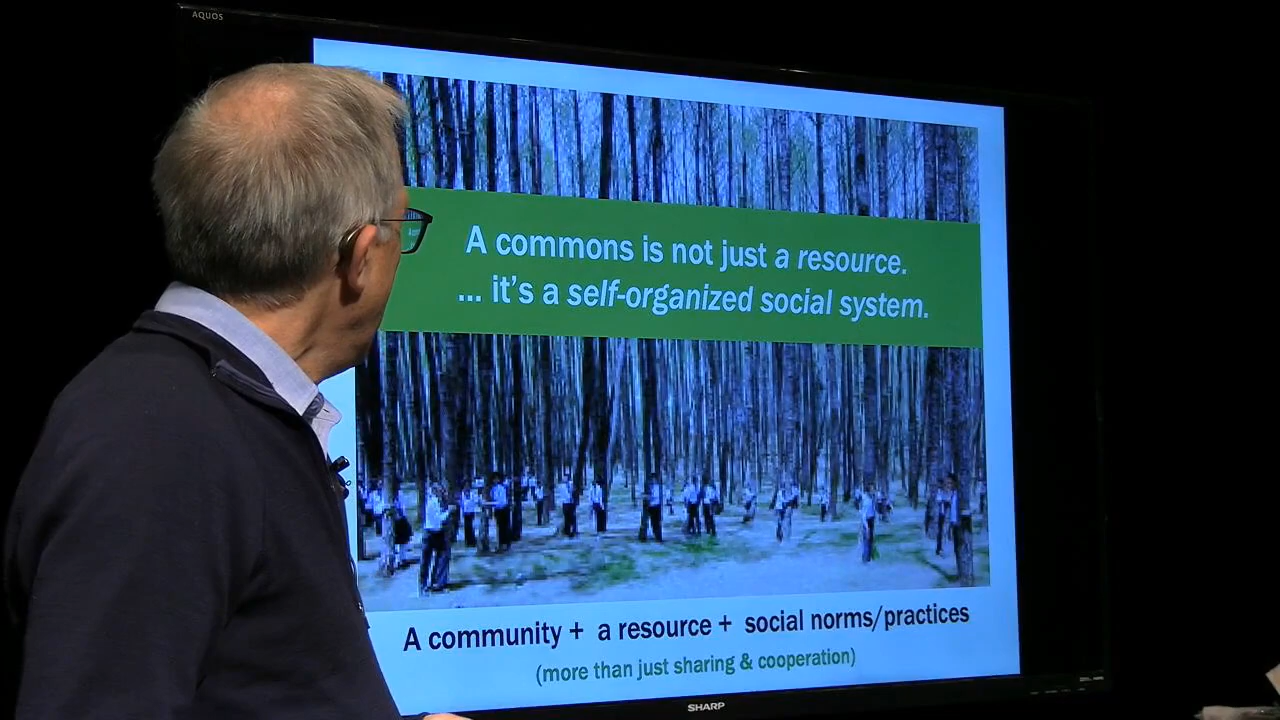 AQUOS
A commons is not just a resource.
... it's a self-organized social system.
A community + a resource + social norms/practices
(more than just sharing & cooperation)
SHARP